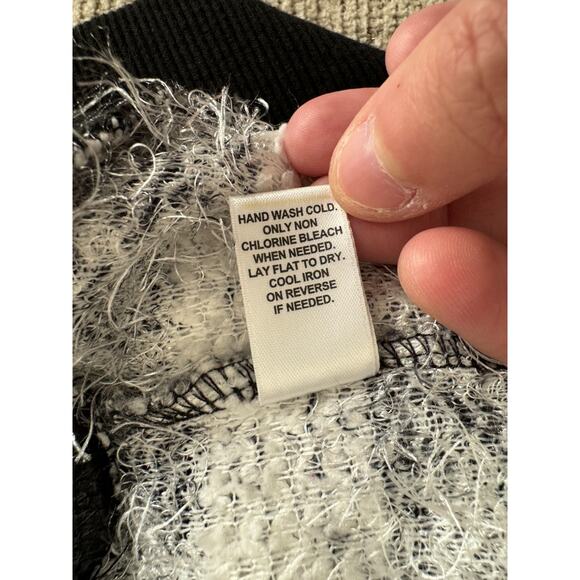 HAND WASH COLD.
ONLY NON
CHLORINE BLEACH
WHEN NEEDED.
LAY FLAT TO DRY.
COOL IRON
ON REVERSE
IF NEEDED.